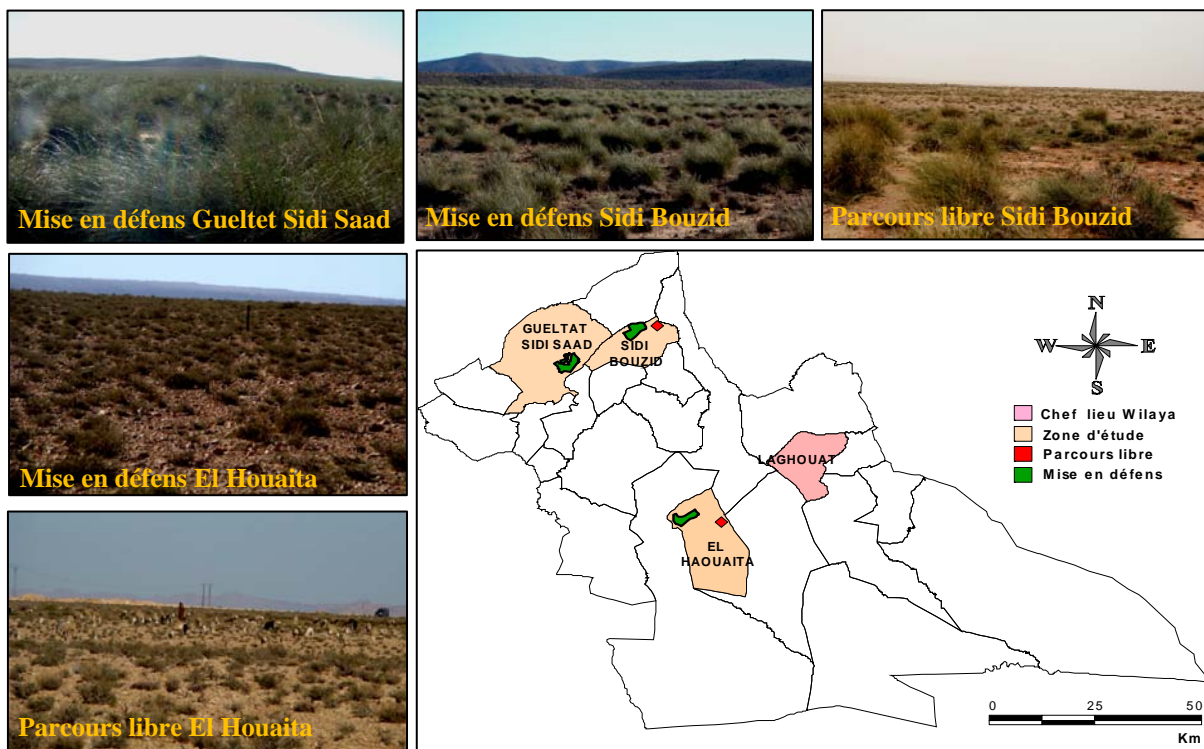 Mise en défens Gueltet Sidi Saad
Mise en défens Sidi Bouzid
Parcours libre Sidi Bouzid
Mise en défens El Houaita
Parcours libre El Houaita
GUELTAT
SIDI SAAD
SIDI
BOUZID
LAGHOUAT
EL
HAOUAITA
N
W E
S
Chef lieu Wilaya
Zone d'étude
Parcours libre
Mise en défens
0 25 50
Km